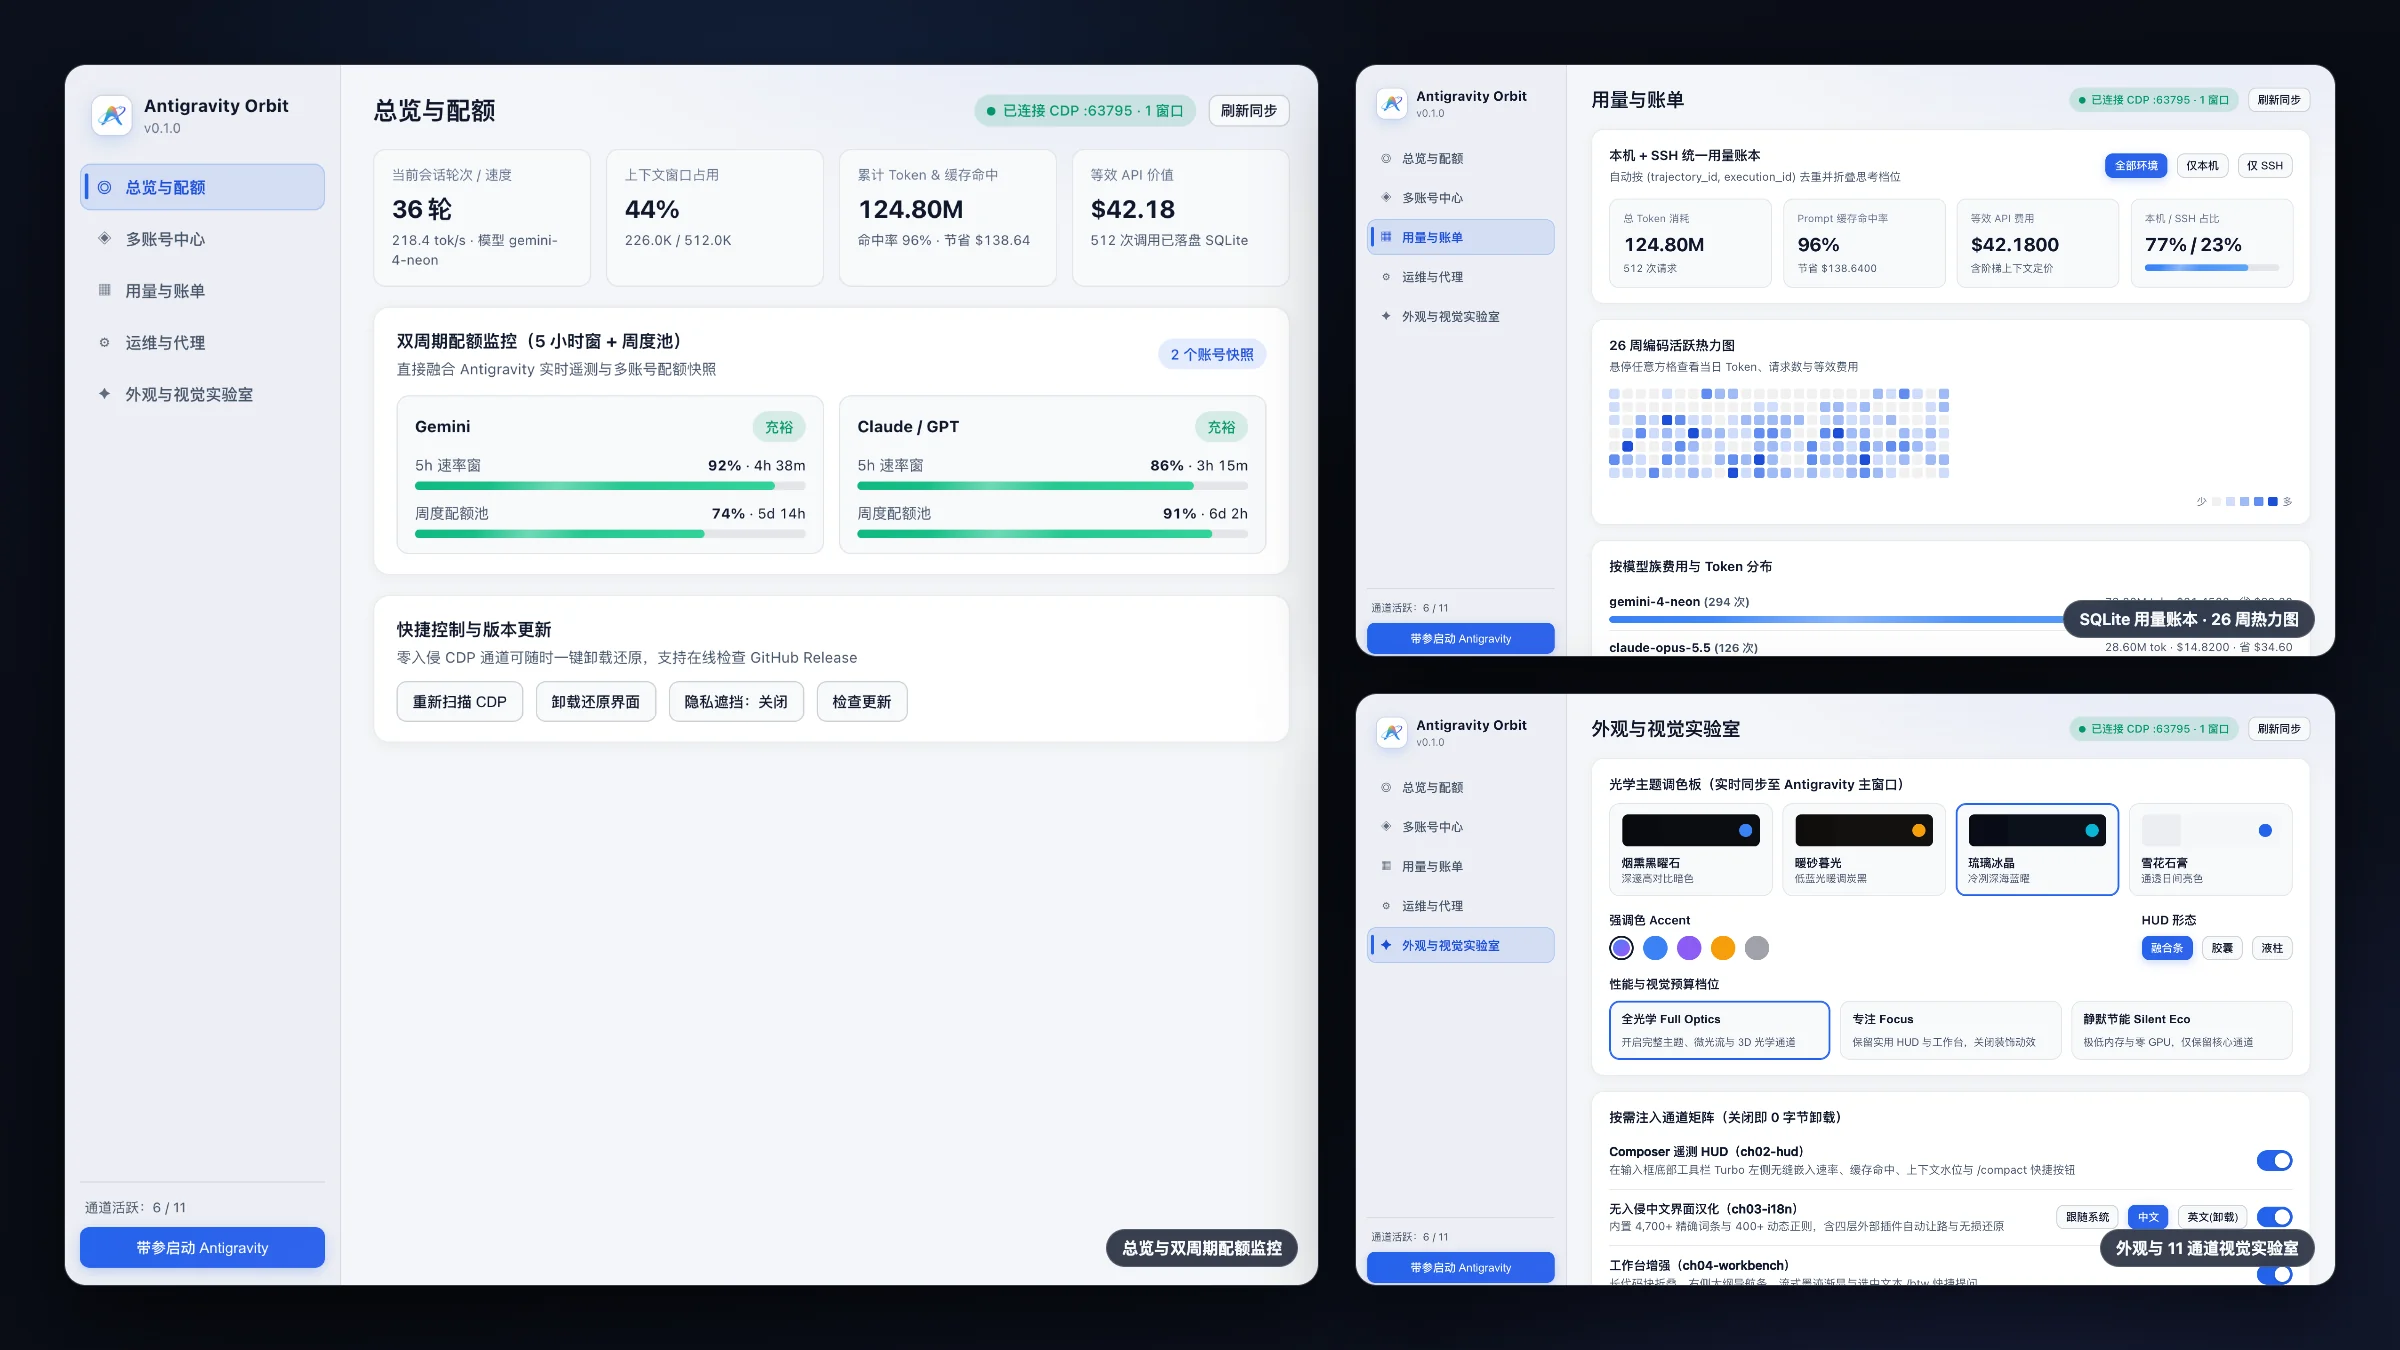 Antigravity Orbit
v0.1.0
总览与配额
多账号中心
用量与账单
运维与代理
外观与视觉实验室
通道活跃：6 / 11
带参启动 Antigravity
总览与配额
已连接 CDP :63795 · 1 窗口
刷新同步
当前会话轮次 / 速度
36 轮
218.4 tok/s · 模型 gemini-
4-neon
上下文窗口占用
44%
226.0K / 512.0K
累计 Token & 缓存命中
124.80M
命中率 96% · 节省 $138.64
等效 API 价值
$42.18
512 次调用已落盘 SQLite
双周期配额监控（5 小时窗 + 周度池）
直接融合 Antigravity 实时遥测与多账号配额快照
2 个账号快照
Gemini
充裕
5h 速率窗
92% · 4h 38m
周度配额池
74% · 5d 14h
Claude / GPT
充裕
5h 速率窗
86% · 3h 15m
周度配额池
91% · 6d 2h
快捷控制与版本更新
零入侵 CDP 通道可随时一键卸载还原，支持在线检查 GitHub Release
重新扫描 CDP
卸载还原界面
隐私遮挡：关闭
检查更新
总览与双周期配额监控
Antigravity Orbit
v0.1.0
总览与配额
多账号中心
用量与账单
运维与代理
外观与视觉实验室
通道活跃：6 / 11
带参启动 Antigravity
用量与账单
已连接 CDP :63795 · 1 窗口
刷新同步
本机 + SSH 统一用量账本
自动按 (trajectory_id, execution_id) 去重并折叠思考档位
全部环境
仅本机
仅 SSH
总 Token 消耗
124.80M
512 次请求
Prompt 缓存命中率
96%
节省 $138.6400
等效 API 费用
$42.1800
含阶梯上下文定价
本机 / SSH 占比
77% / 23%
26 周编码活跃热力图
悬停任意方格查看当日 Token、请求数与等效费用
少
多
按模型族费用与 Token 分布
gemini-4-neon (294 次)
SQLite 用量账本 · 26 周热力图
claude-opus-5.5 (126 次)
28.60M tok · $14.8200 · 省 $34.60
Antigravity Orbit
v0.1.0
总览与配额
多账号中心
用量与账单
运维与代理
外观与视觉实验室
通道活跃：6 / 11
带参启动 Antigravity
外观与视觉实验室
已连接 CDP :63795 · 1 窗口
刷新同步
光学主题调色板（实时同步至 Antigravity 主窗口）
烟熏黑曜石
深邃高对比暗色
暖砂暮光
低蓝光暖调炭黑
琉璃冰晶
冷冽深海蓝曜
雪花石膏
通透日间亮色
强调色 Accent
HUD 形态
融合条
胶囊
液柱
性能与视觉预算档位
全光学 Full Optics
开启完整主题、微光流与 3D 光学通道
专注 Focus
保留实用 HUD 与工作台，关闭装饰动效
静默节能 Silent Eco
极低内存与零 GPU，仅保留核心通道
按需注入通道矩阵（关闭即 0 字节卸载）
Composer 遥测 HUD（ch02-hud）
在输入框底部工具栏 Turbo 左侧无缝嵌入速率、缓存命中、上下文水位与 /compact 快捷按钮
无入侵中文界面汉化（ch03-i18n）
内置 4,700+ 精确词条与 400+ 动态正则，含四层外部插件自动让路与无损还原
跟随系统
中文
英文(卸载)
外观与 11 通道视觉实验室
工作台增强（ch04-workbench）